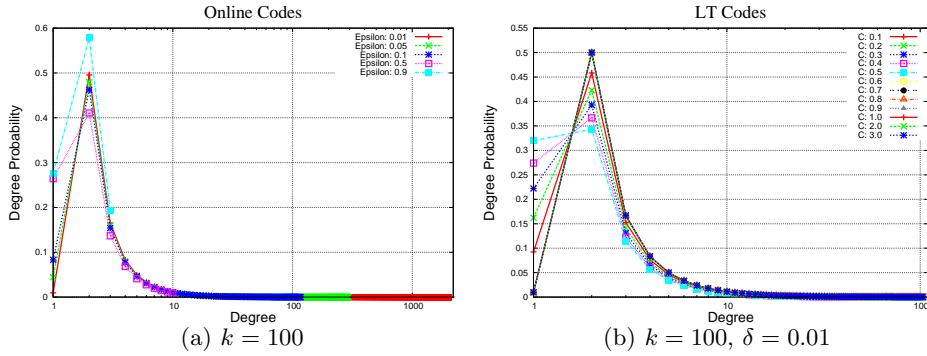 Online Codes
Degree Probability
0.6
0.5
0.4
0.3
0.2
0.1
0
Epsilon: 0.01
Epsilon: 0.05
Epsilon: 0.1
Epsilon: 0.5
Epsilon: 0.9
1 10 100 1000
Degree
(a) k = 100
LT Codes
Degree Probability
0.6
0.55
0.5
0.45
0.4
0.35
0.3
0.25
0.2
0.15
0.1
0.05
0
C: 0.1
C: 0.2
C: 0.3
C: 0.4
C: 0.5
C: 0.6
C: 0.7
C: 0.8
C: 0.9
C: 1.0
C: 2.0
C: 3.0
1 10 100
Degree
(b) k = 100, δ = 0.01